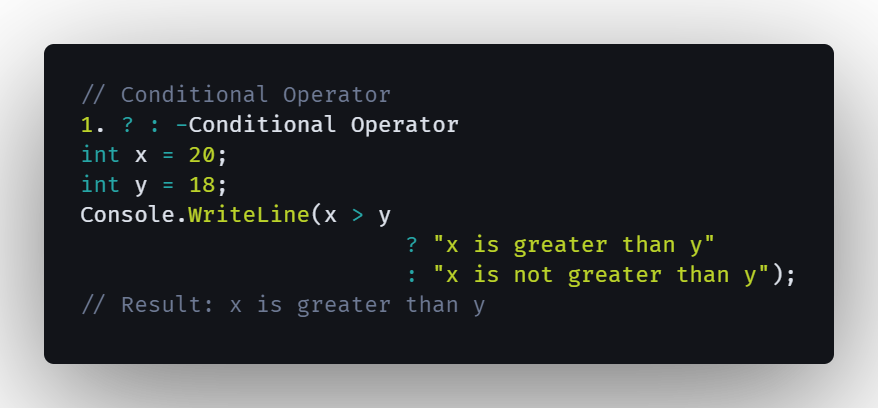 // Conditional Operator
1. ? : -Conditional Operator
int x = 20;
int y = 18;
Console.WriteLine(x > y
? "x is greater than y"
: "x is not greater than y");
// Result: x is greater than y